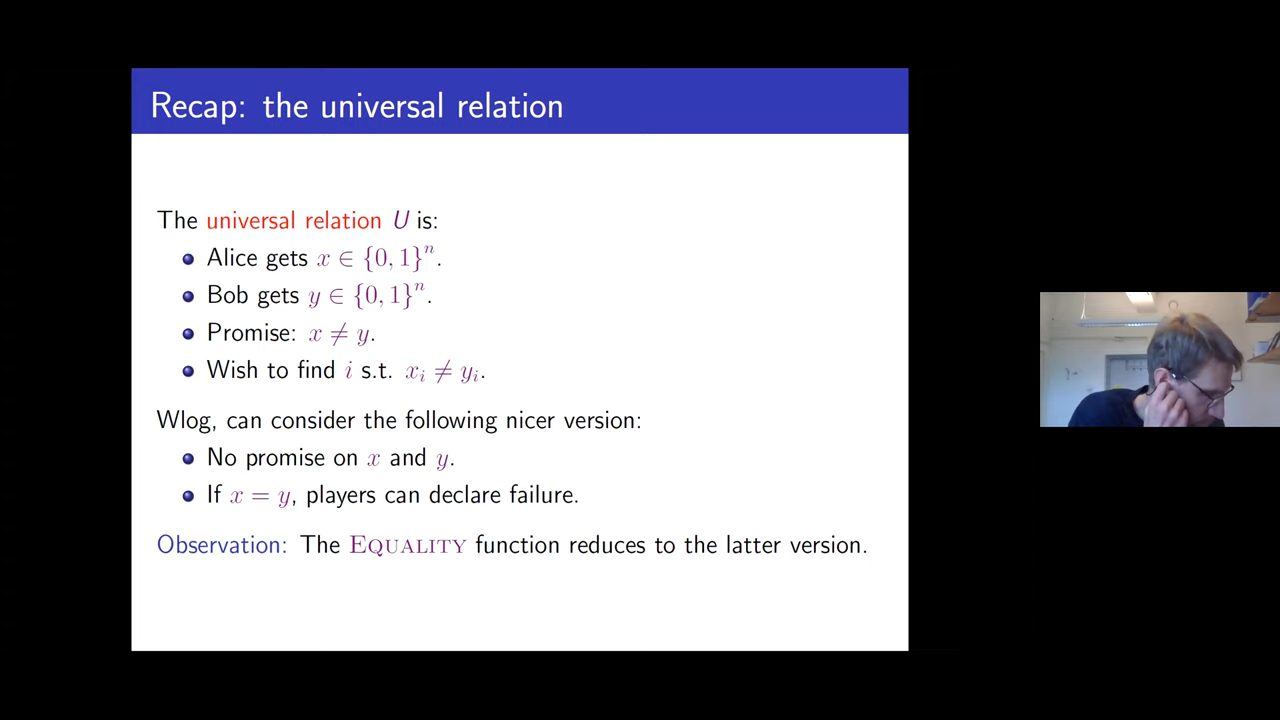 Recap: the universal relation
The universal relation U is:
Alice gets x ∈ {0, 1}ⁿ.
Bob gets y ∈ {0, 1}ⁿ.
Promise: x ≠ y.
Wish to find i s.t. xᵢ ≠ yᵢ.
Wlog, can consider the following nicer version:
No promise on x and y.
If x = y, players can declare failure.
Observation: The EQUALITY function reduces to the latter version.